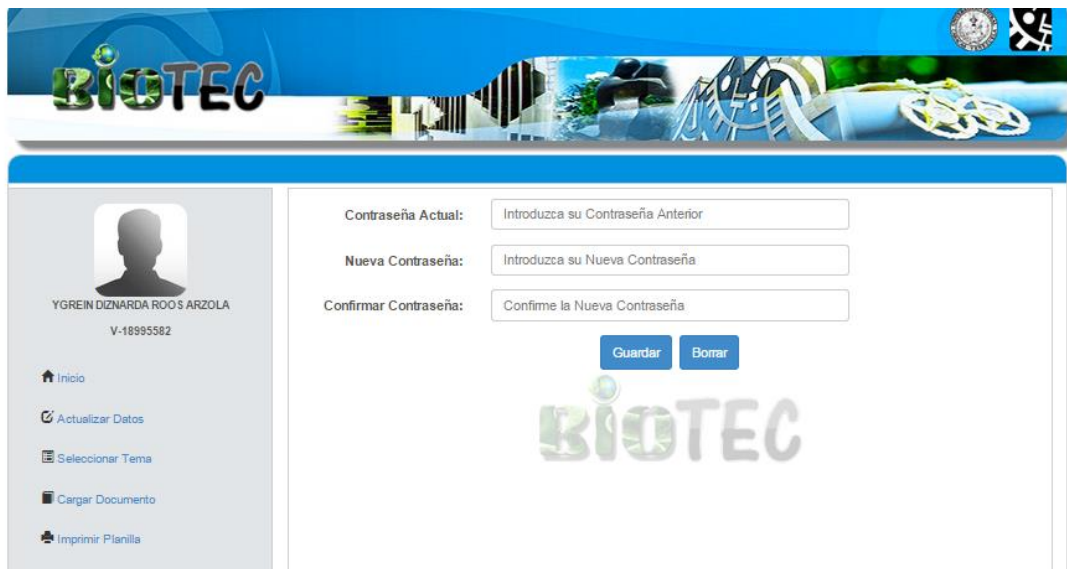 BIOTEC
YGREIN DIZNARDA ROOS ARZOLA
V-18995582
Inicio
Actualizar Datos
Seleccionar Tema
Cargar Documento
Imprimir Planilla
Contraseña Actual: Introduzca su Contraseña Anterior
Nueva Contraseña: Introduzca su Nueva Contraseña
Confirmar Contraseña: Confirme la Nueva Contraseña
Guardar Borrar
BIOTEC